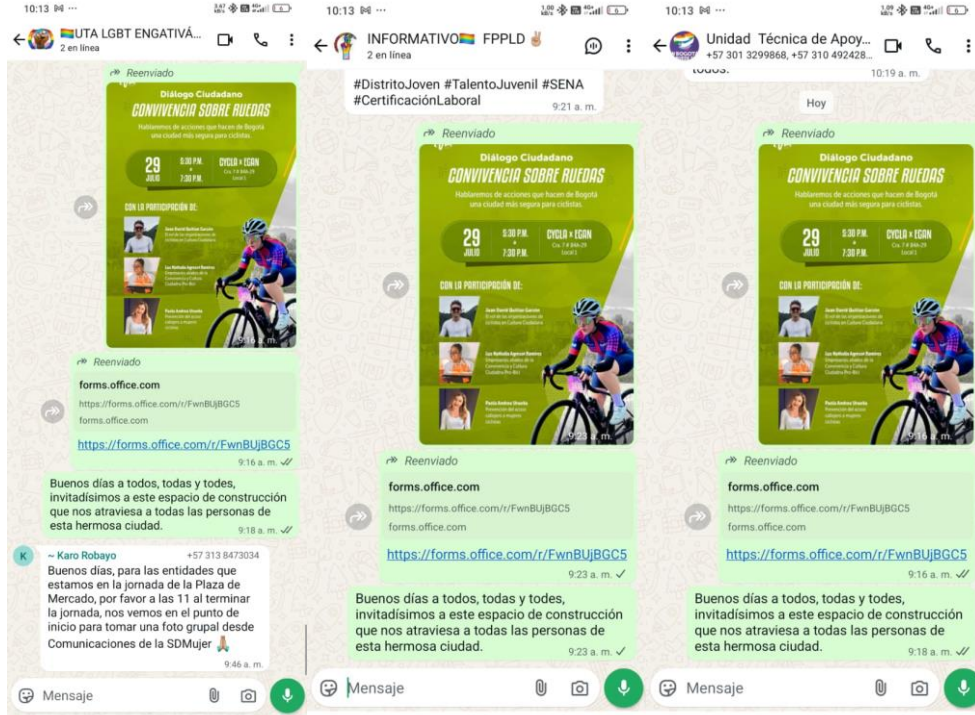 10:13
UTA LGBT ENGATIVÁ...
2 en línea
Reenviado
Diálogo Ciudadano
CONVIVENCIA SOBRE RUEDAS
Hablaremos de acciones que hacen de Bogotá
una ciudad más segura para ciclistas.
29
JULIO
5:30 P.M.
7:30 P.M.
CYCLA x EGAN
CON LA PARTICIPACIÓN DE:
9:16 a. m.
Reenviado
forms.office.com
https://forms.office.com/r/FwnBUjBGC5
forms.office.com
https://forms.office.com/r/FwnBUjBGC5
9:16 a. m.
Buenos días a todos, todas y todes,
invitadísimos a este espacio de construcción
que nos atraviesa a todas las personas de
esta hermosa ciudad.
9:18 a. m.
K
~ Karo Robayo +57 313 8473034
Buenos días, para las entidades que
estamos en la jornada de la Plaza de
Mercado, por favor a las 11 al terminar
la jornada, nos vemos en el punto de
inicio para tomar una foto grupal desde
Comunicaciones de la SDMujer
9:46 a. m.
Mensaje
10:13
INFORMATIVO FPPLD
2 en línea
#DistritoJoven #TalentoJuvenil #SENA
#CertificaciónLaboral
9:21 a. m.
Reenviado
Diálogo Ciudadano
CONVIVENCIA SOBRE RUEDAS
Hablaremos de acciones que hacen de Bogotá
una ciudad más segura para ciclistas.
29
JULIO
5:30 P.M.
7:30 P.M.
CYCLA x EGAN
CON LA PARTICIPACIÓN DE:
9:23 a. m.
Reenviado
forms.office.com
https://forms.office.com/r/FwnBUjBGC5
forms.office.com
https://forms.office.com/r/FwnBUjBGC5
9:23 a. m.
Buenos días a todos, todas y todes,
invitadísimos a este espacio de construcción
que nos atraviesa a todas las personas de
esta hermosa ciudad.
9:23 a. m.
Mensaje
10:13
Unidad Técnica de Apoy...
+57 301 3299868, +57 310 492428...
todos.
10:19 a. m.
Hoy
Reenviado
Diálogo Ciudadano
CONVIVENCIA SOBRE RUEDAS
Hablaremos de acciones que hacen de Bogotá
una ciudad más segura para ciclistas.
29
JULIO
5:30 P.M.
7:30 P.M.
CYCLA x EGAN
CON LA PARTICIPACIÓN DE:
9:16 a. m.
Reenviado
forms.office.com
https://forms.office.com/r/FwnBUjBGC5
forms.office.com
https://forms.office.com/r/FwnBUjBGC5
9:16 a. m.
Buenos días a todos, todas y todes,
invitadísimos a este espacio de construcción
que nos atraviesa a todas las personas de
esta hermosa ciudad.
9:18 a. m.
Mensaje